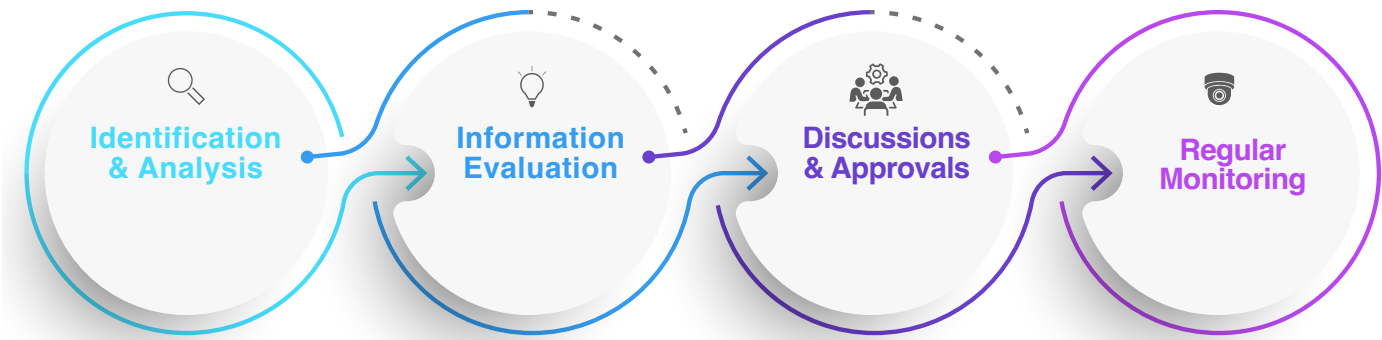 Identification
& Analysis
Information
Evaluation
Discussions
& Approvals
Regular
Monitoring